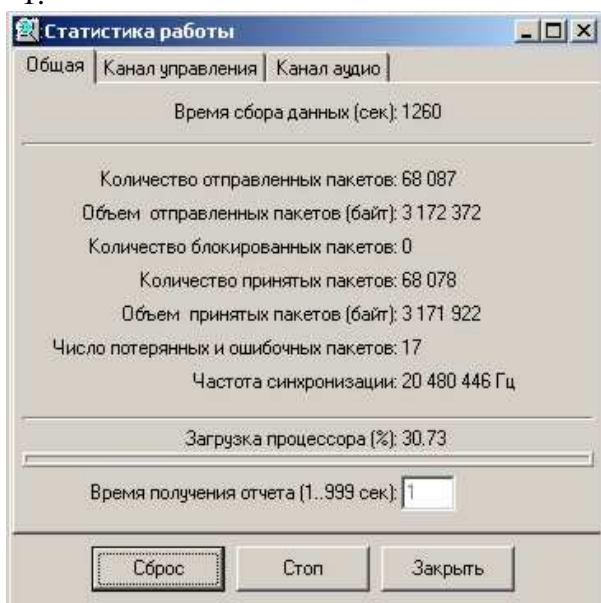 1.
Статистика работы
Общая Канал управления Канал аудио
Время сбора данных (сек): 1260
Количество отправленных пакетов: 68 087
Объем отправленных пакетов (байт): 3 172 372
Количество блокированных пакетов: 0
Количество принятых пакетов: 68 078
Объем принятых пакетов (байт): 3 171 922
Число потерянных и ошибочных пакетов: 17
Частота синхронизации: 20 480 446 Гц
Загрузка процессора (%): 30.73
Время получения отчета (1..999 сек): 1
Сброс Стоп Закрыть